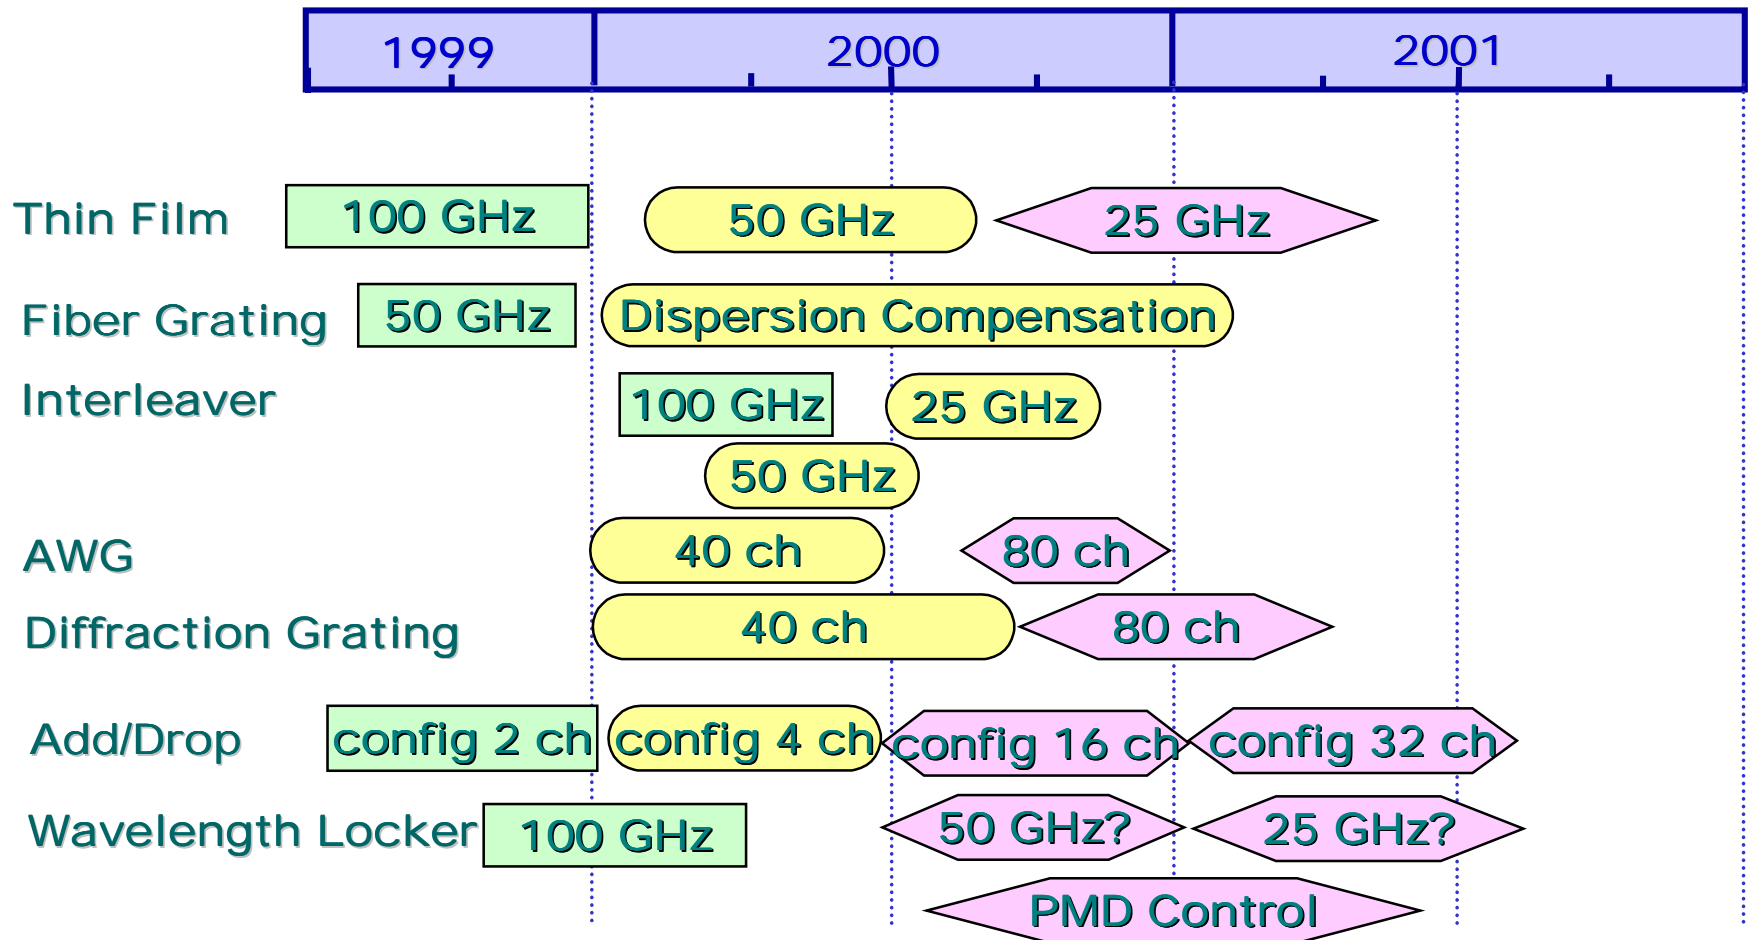 1999 2000 2001
Thin Film 100 GHz 50 GHz 25 GHz
Fiber Grating 50 GHz Dispersion Compensation
Interleaver 100 GHz 25 GHz
50 GHz
AWG 40 ch 80 ch
Diffraction Grating 40 ch 80 ch
Add/Drop config 2 ch config 4 ch config 16 ch config 32 ch
Wavelength Locker 100 GHz 50 GHz? 25 GHz?
PMD Control